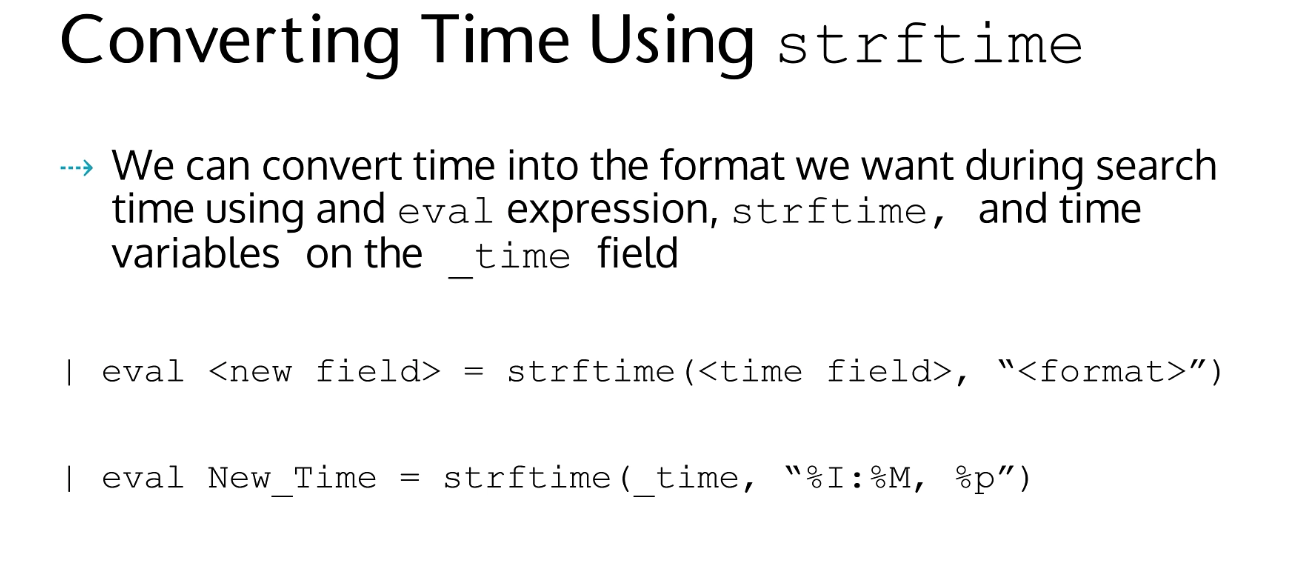 Converting Time Using strftime
We can convert time into the format we want during search
time using and eval expression, strftime, and time
variables on the _time field
| eval <new field> = strftime(<time field>, “<format>”)
| eval New_Time = strftime(_time, “%I:%M, %p”)